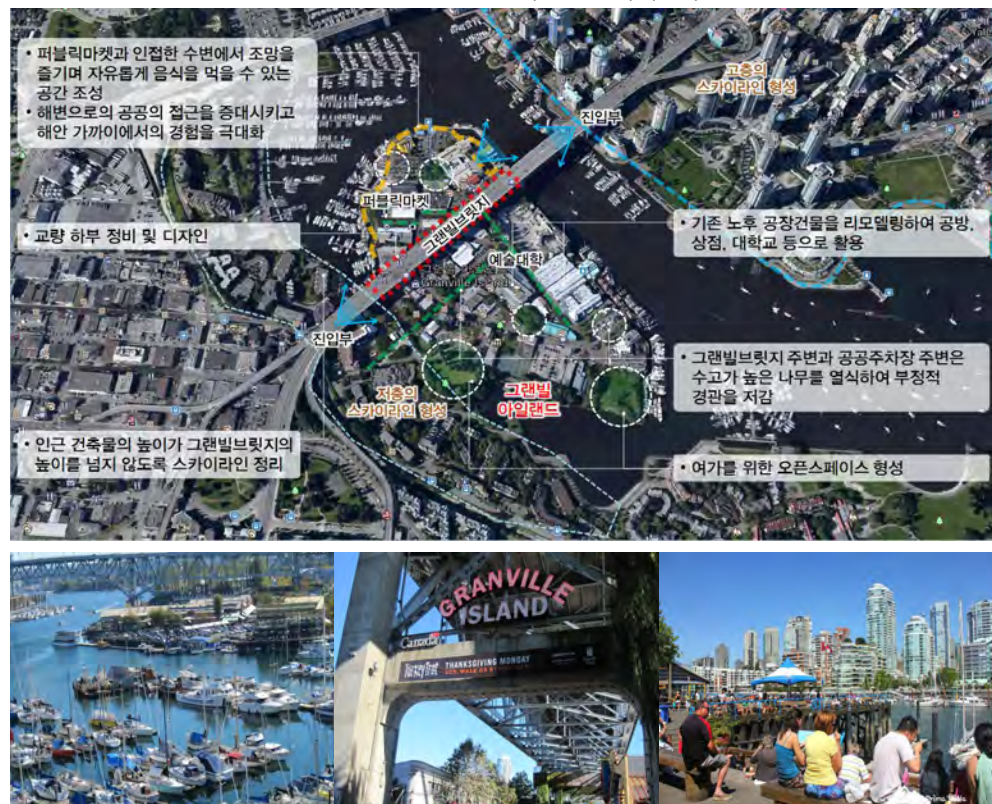 • 퍼블릭마켓과 인접한 수변에서 조망을
즐기며 자유롭게 음식을 먹을 수 있는
공간 조성
• 해변으로의 공공의 접근을 증대시키고
해안 가까이에서의 경험을 극대화
고층의
스카이라인 형성
진입부
퍼블릭마켓
그랜빌브릿지
• 기존 노후 공장건물을 리모델링하여 공방,
상점, 대학교 등으로 활용
• 교량 하부 정비 및 디자인
예술대학
Granville Island
진입부
• 그랜빌브릿지 주변과 공공주차장 주변은
수고가 높은 나무를 열식하여 부정적
경관을 저감
저층의
스카이라인 형성
그랜빌
아일랜드
• 인근 건축물의 높이가 그랜빌브릿지의
높이를 넘지 않도록 스카이라인 정리
• 여가를 위한 오픈스페이스 형성
GRANVILLE
ISLAND
Canada
Turkey Trot THANKSGIVING MONDAY